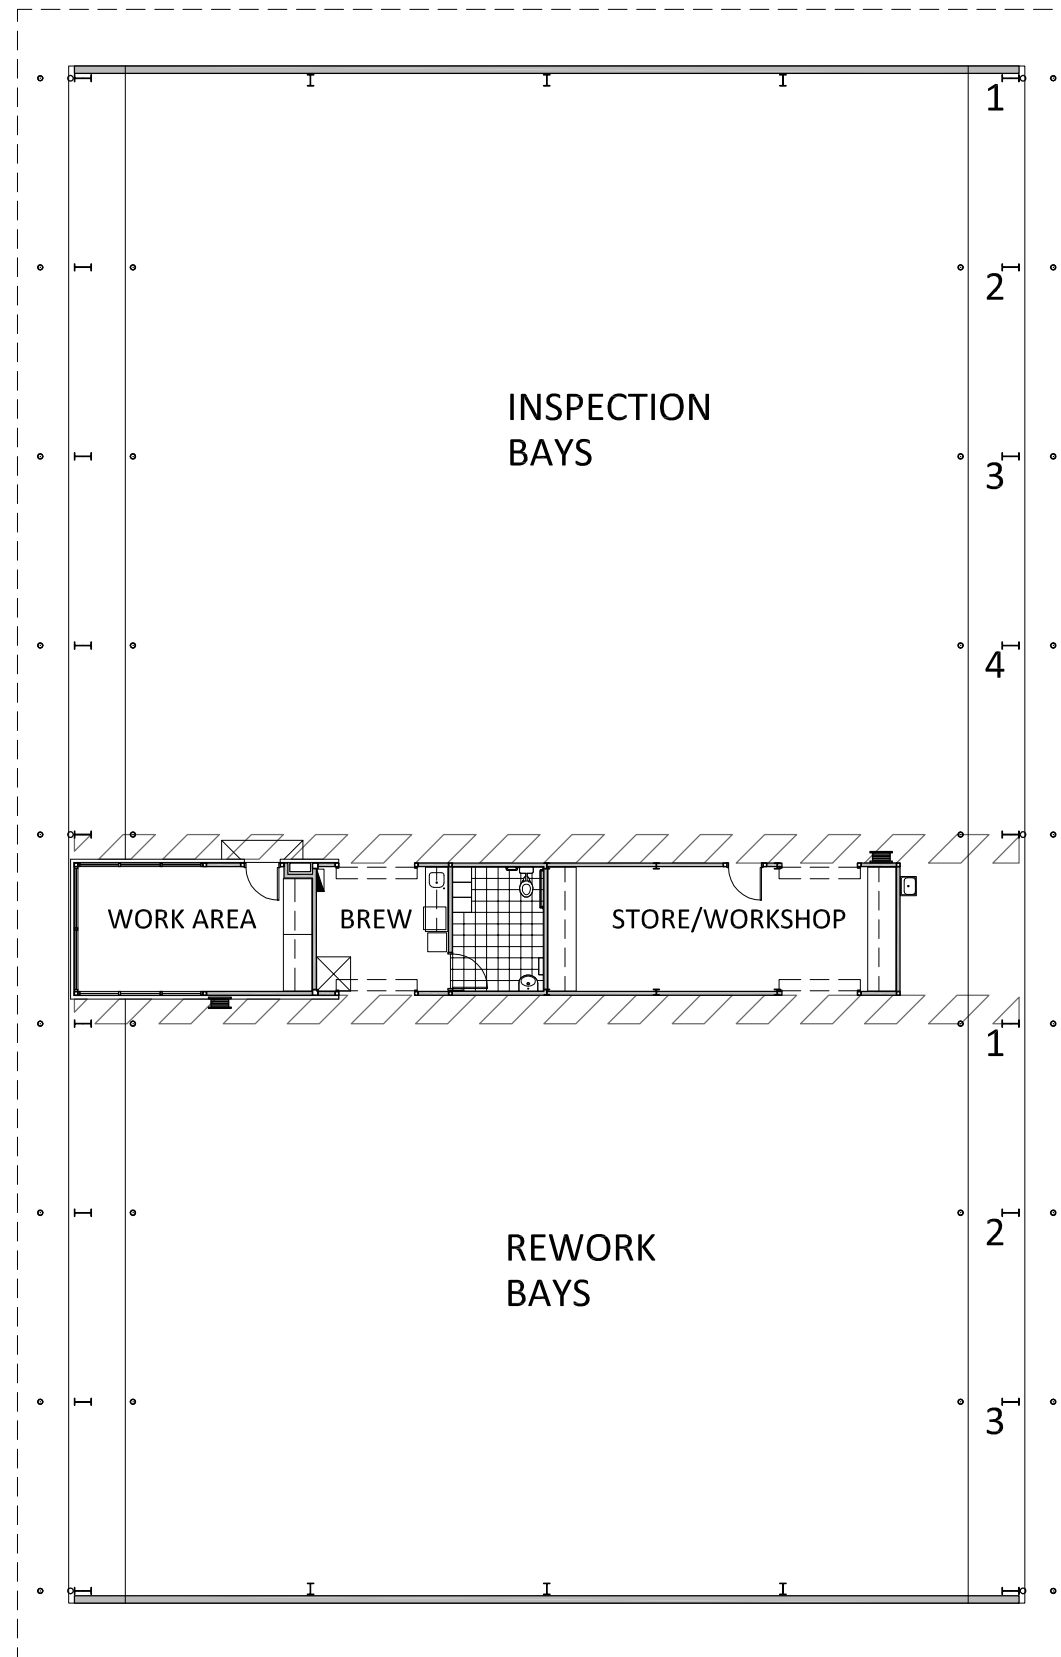 1
2
INSPECTION
BAYS
3
4
WORK AREA
BREW
STORE/WORKSHOP
1
2
REWORK
BAYS
3